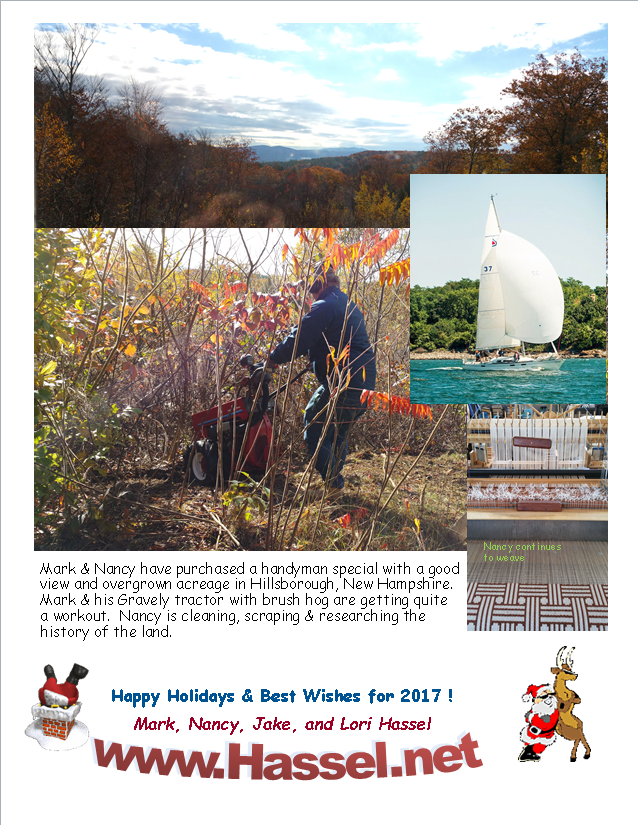 37
Nancy continues
to weave
Mark & Nancy have purchased a handyman special with a good
view and overgrown acreage in Hillsborough, New Hampshire.
Mark & his Gravely tractor with brush hog are getting quite
a workout.  Nancy is cleaning, scraping & researching the
history of the land.
Happy Holidays & Best Wishes for 2017 !
Mark, Nancy, Jake, and Lori Hassel
www.Hassel.net